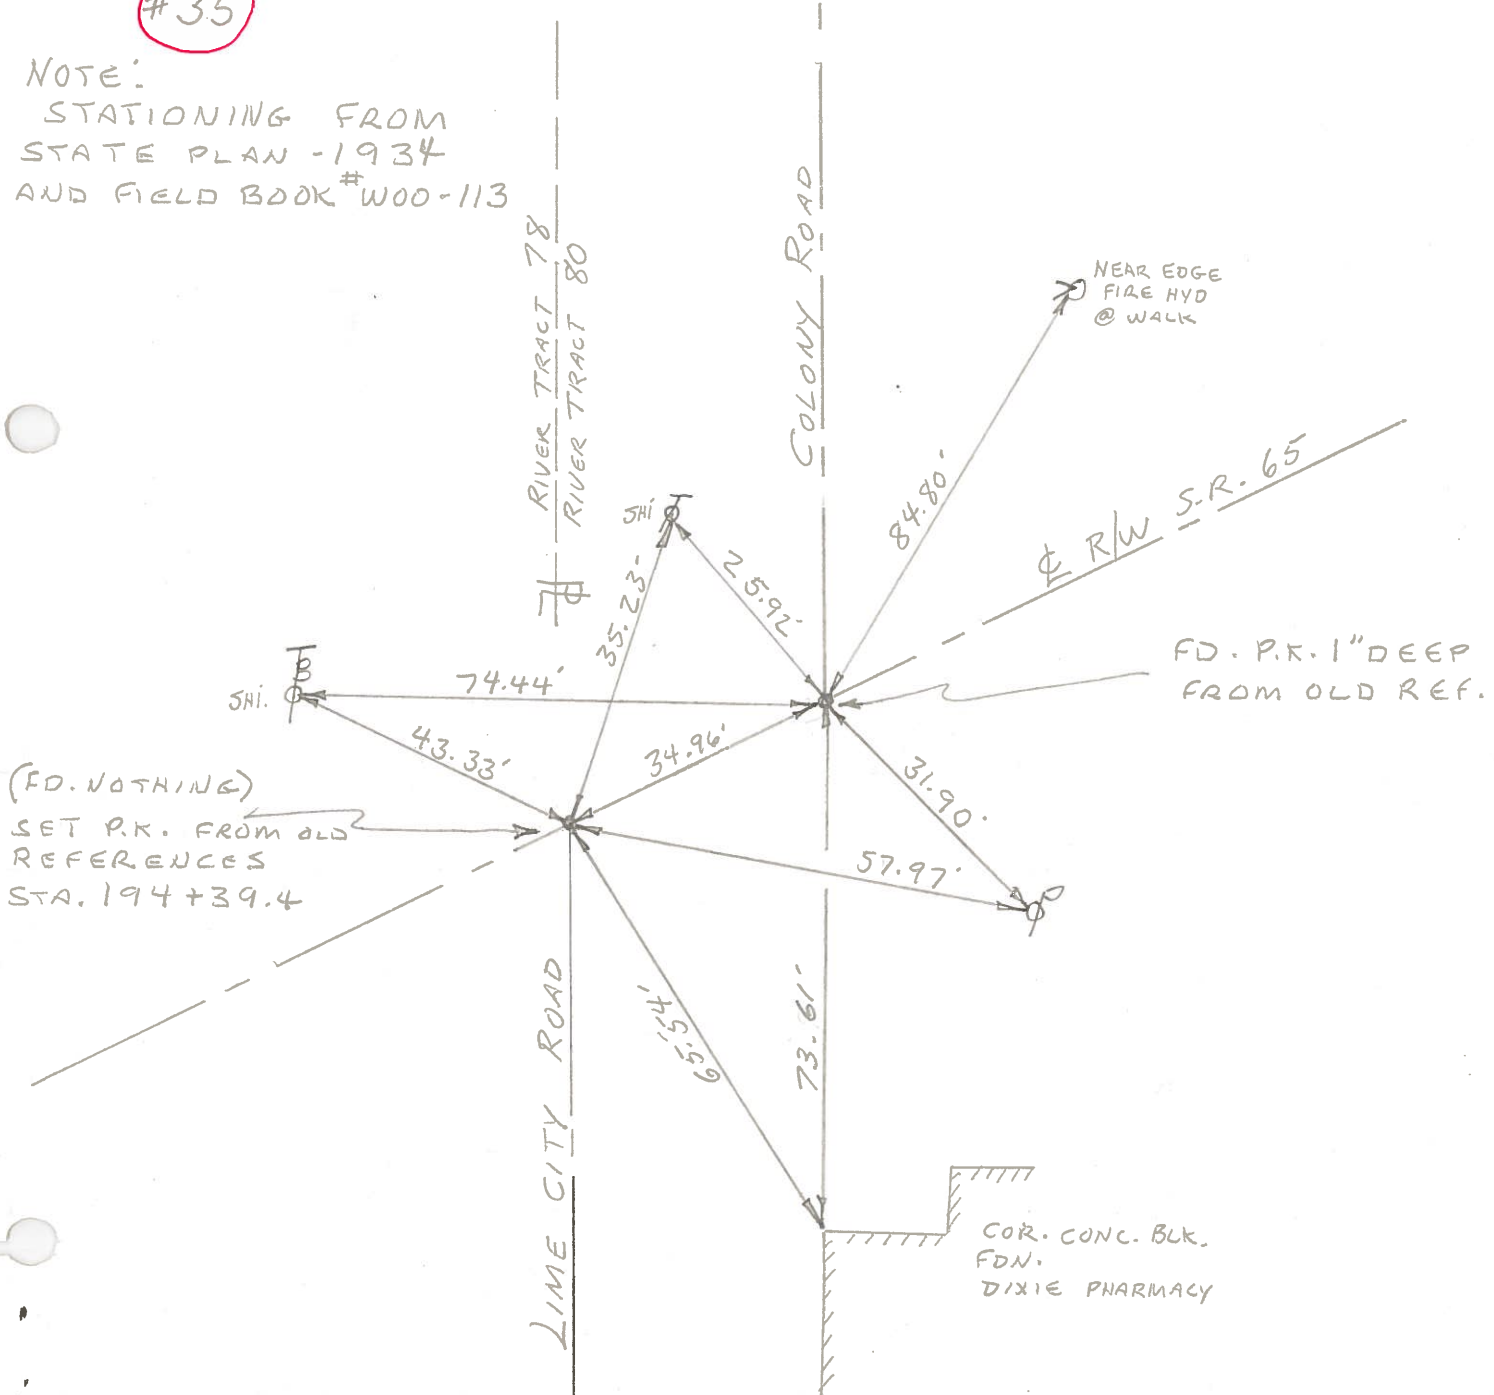 #35
NOTE:
STATIONING FROM
STATE PLAN -1934
AND FIELD BOOK #WOO-113
RIVER TRACT 78
RIVER TRACT 80
COLONY ROAD
NEAR EDGE
FIRE HYD
@ WALK
84.80'
℄ R/W S.R. 65
SHI
25.92'
35.23'
FD. P.K. 1" DEEP
FROM OLD REF.
SHI.
74.44'
43.33'
34.96'
31.90'
(FD. NOTHING)
SET P.K. FROM OLD
REFERENCES
STA. 194+39.4
57.97'
65.54'
73.61'
LIME CITY ROAD
COR. CONC. BLK.
FDN.
DIXIE PHARMACY